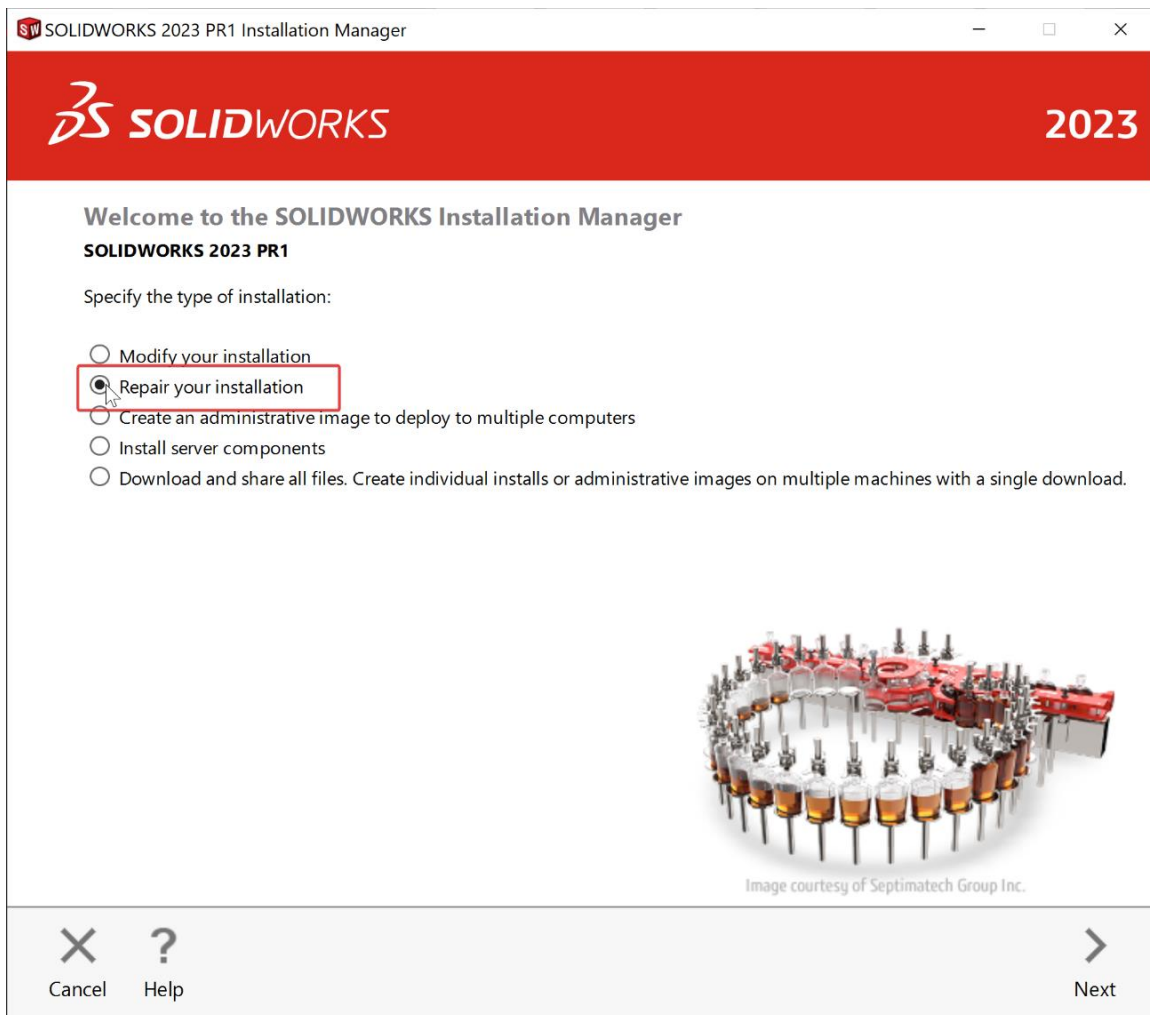 SW SOLIDWORKS 2023 PR1 Installation Manager
3S SOLIDWORKS 2023
Welcome to the SOLIDWORKS Installation Manager
SOLIDWORKS 2023 PR1
Specify the type of installation:
Modify your installation
Repair your installation
Create an administrative image to deploy to multiple computers
Install server components
Download and share all files. Create individual installs or administrative images on multiple machines with a single download.
Image courtesy of Septimatech Group Inc.
Cancel Help Next